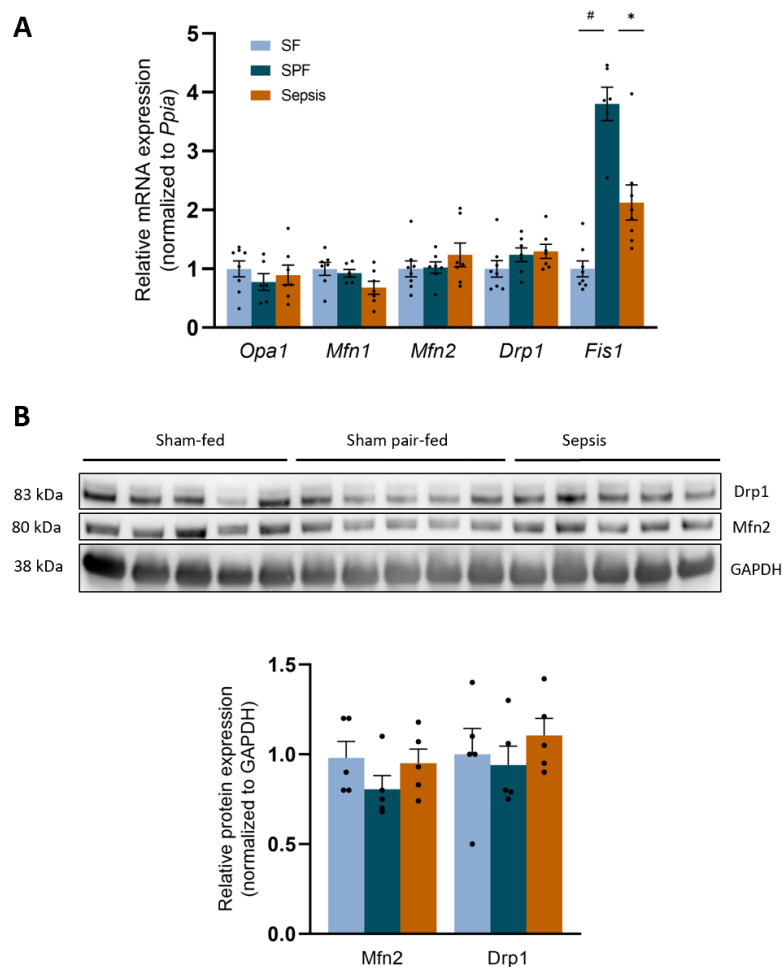 A
Relative mRNA expression
(normalized to Ppia)
5
4
3
2
1
0
SF
SPF
Sepsis
#
*
Opa1
Mfn1
Mfn2
Drp1
Fis1
B
Sham-fed
Sham pair-fed
Sepsis
83 kDa
Drp1
80 kDa
Mfn2
38 kDa
GAPDH
Relative protein expression
(normalized to GAPDH)
1.5
1.0
0.5
0.0
Mfn2
Drp1